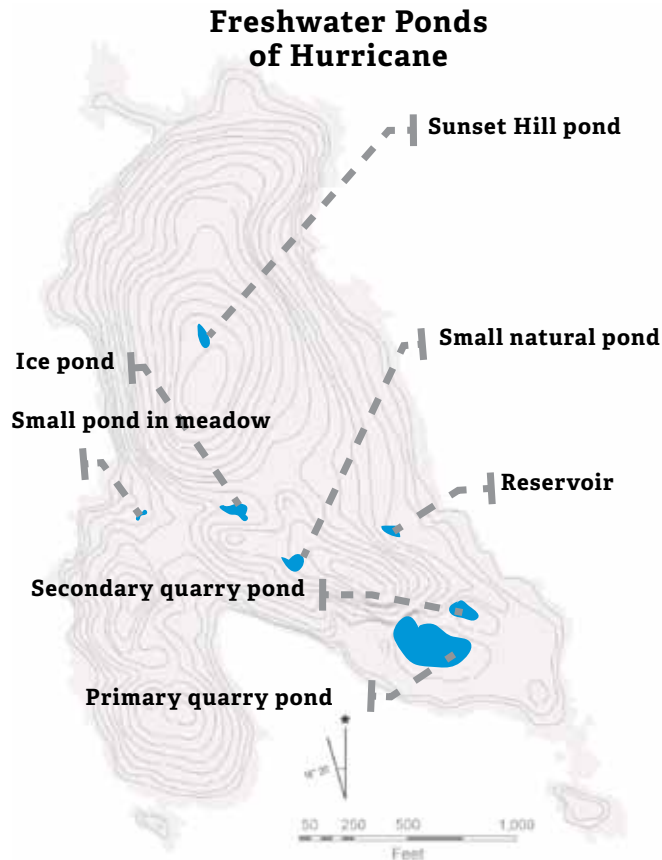 Freshwater Ponds
of Hurricane
Sunset Hill pond
Small natural pond
Ice pond
Small pond in meadow
Reservoir
Secondary quarry pond
Primary quarry pond
50 250 500 1,000
Feet